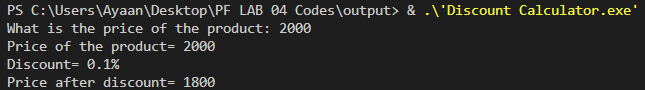 PS C:\Users\Ayaan\Desktop\PF LAB 04 Codes\output> & .\'Discount Calculator.exe'
What is the price of the product: 2000
Price of the product= 2000
Discount= 0.1%
Price after discount= 1800